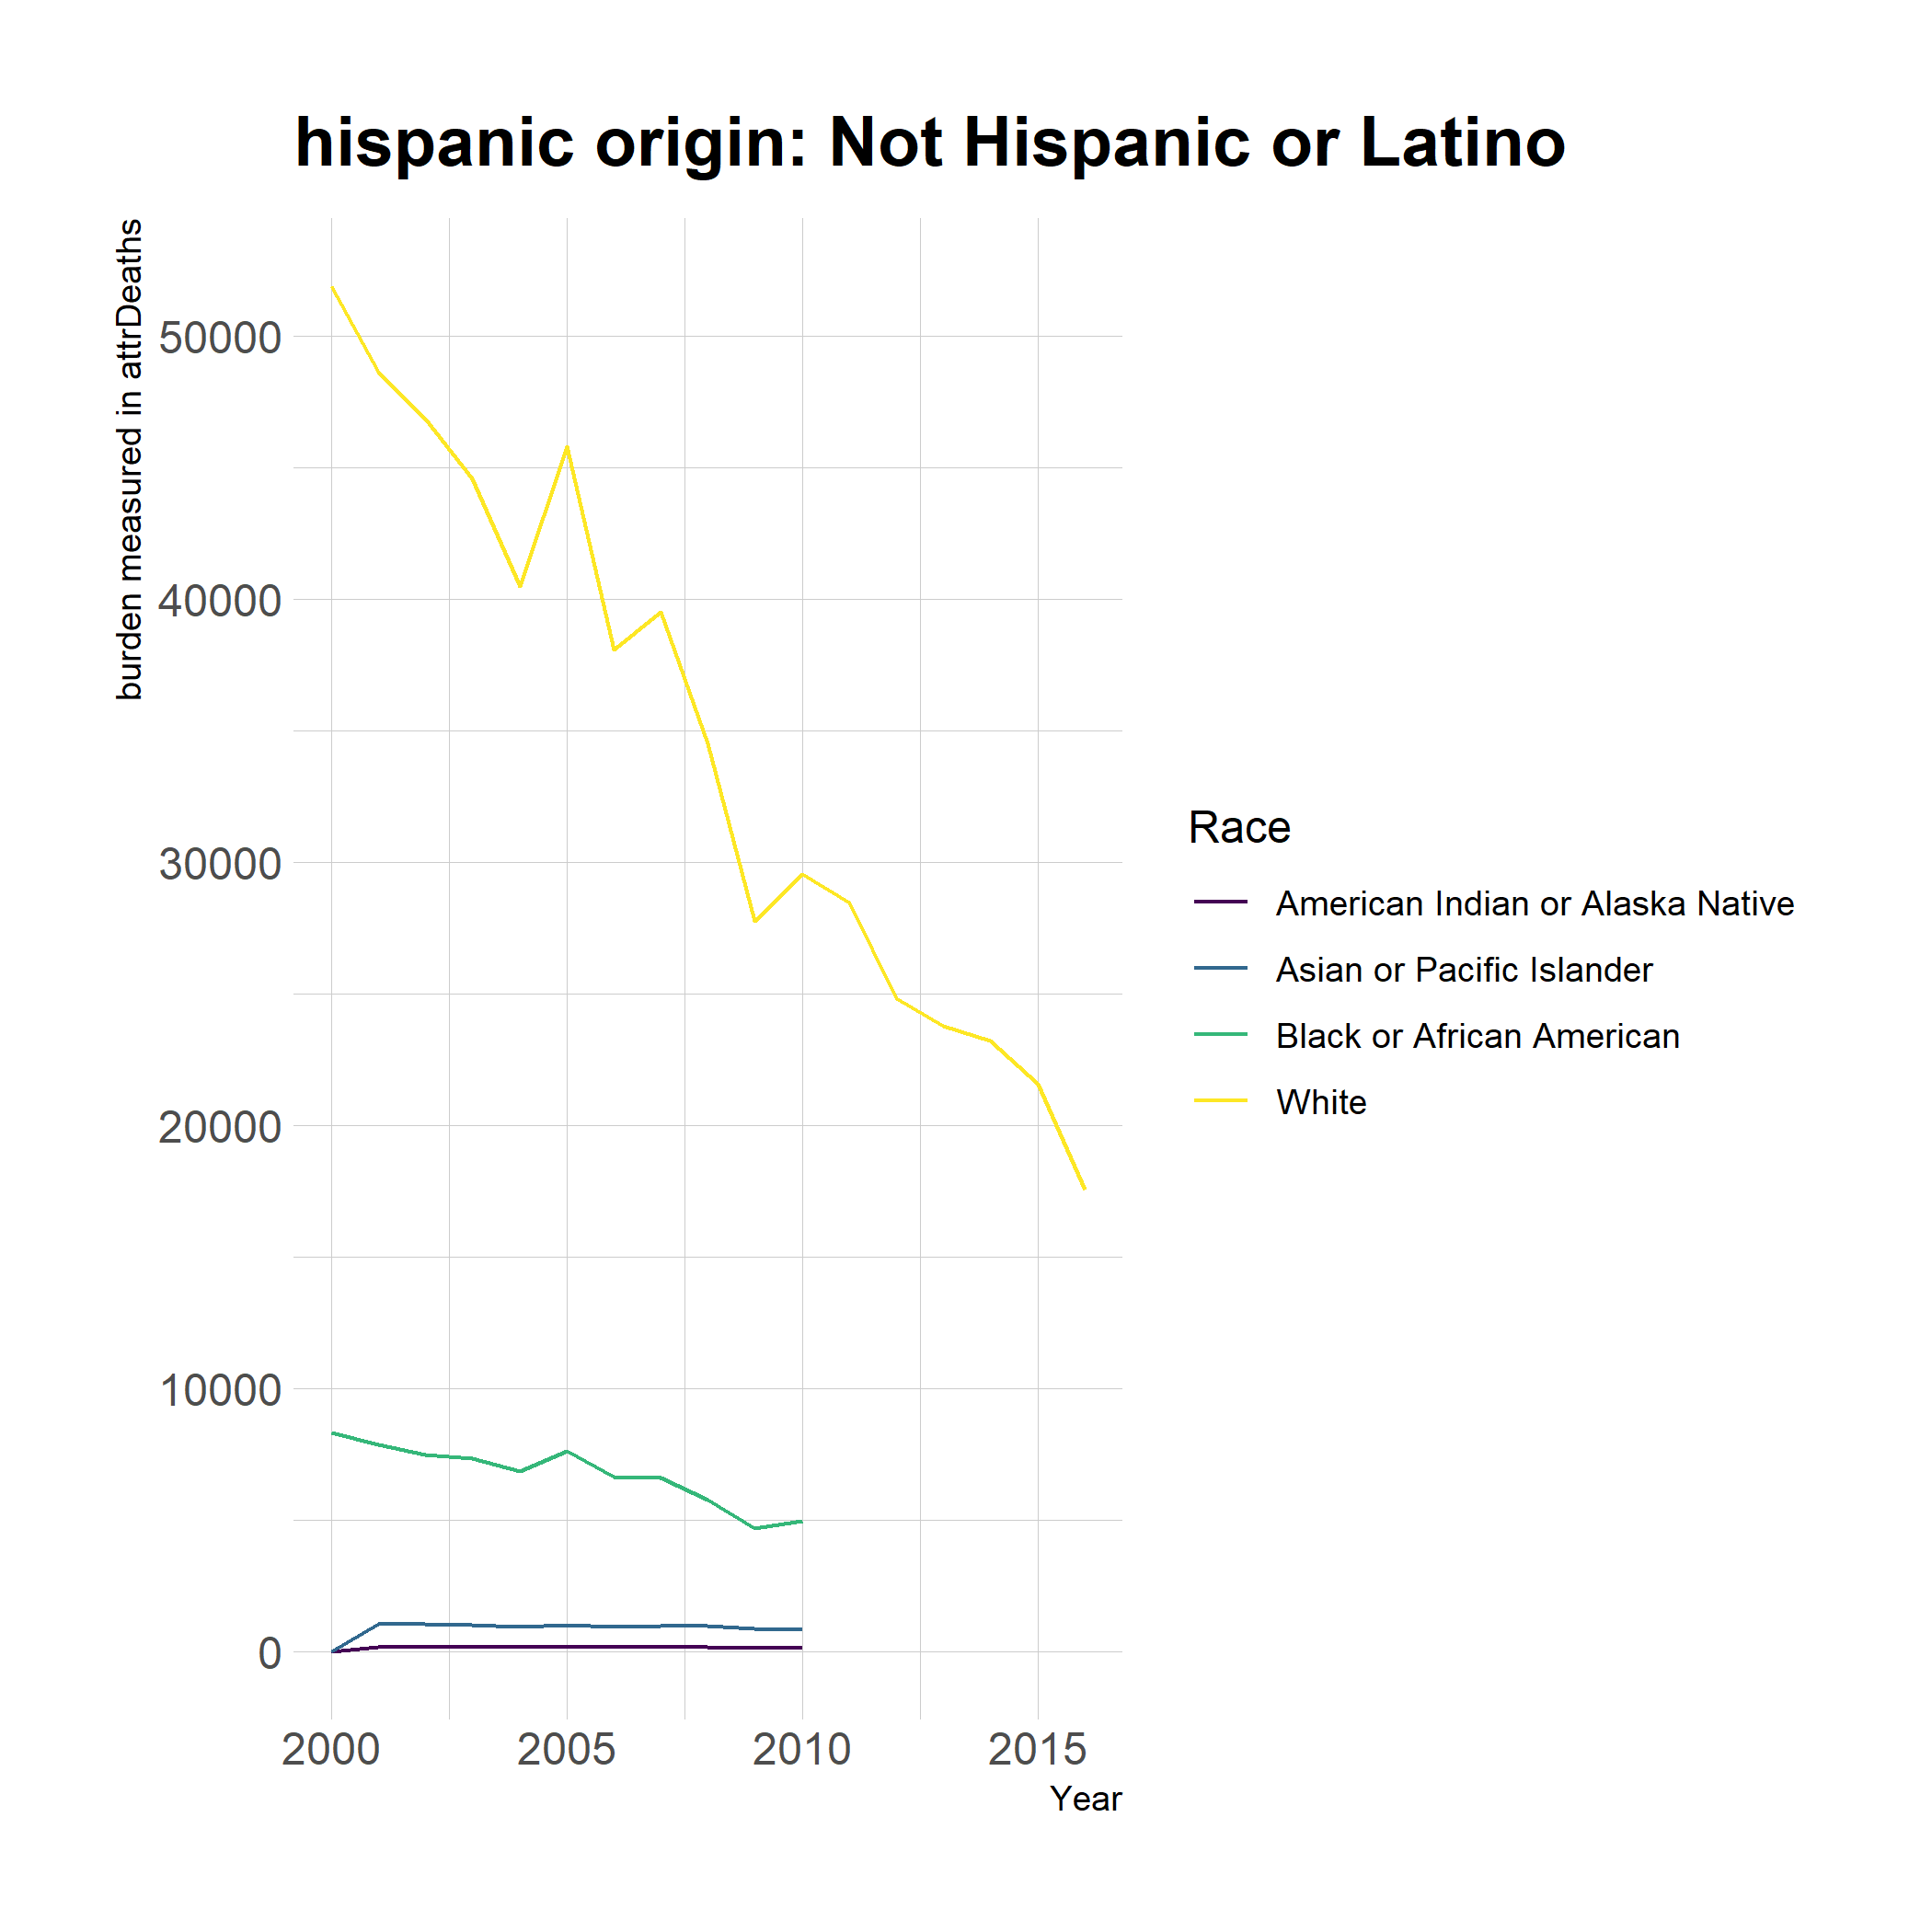 hispanic origin: Not Hispanic or Latino
burden measured in attrDeaths
50000
40000
30000
20000
10000
0
2000 2005 2010 2015
Year
Race
American Indian or Alaska Native
Asian or Pacific Islander
Black or African American
White